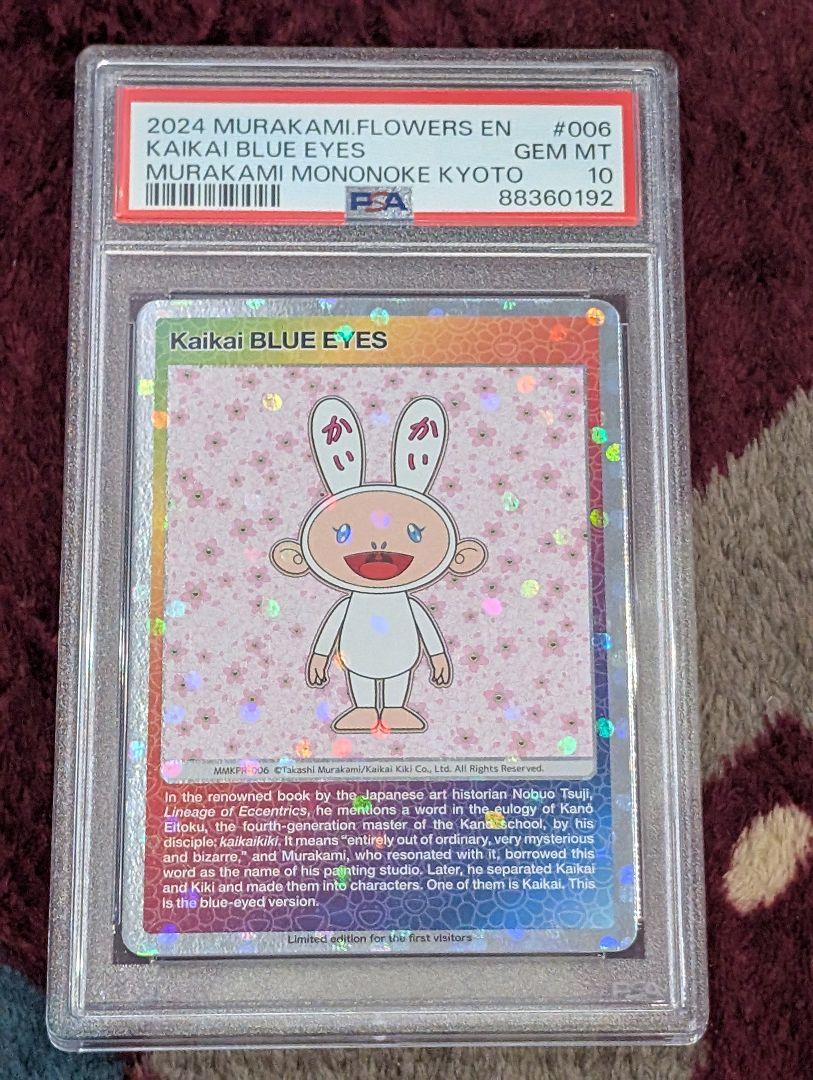 2024 MURAKAMI.FLOWERS EN #006
KAIKAI BLUE EYES GEM MT
MURAKAMI MONONOKE KYOTO 10
PSA 88360192
Kaikai BLUE EYES
かい かい
MMKPR-006 ©Takashi Murakami/Kaikai Kiki Co., Ltd. All Rights Reserved.
In the renowned book by the Japanese art historian Nobuo Tsuji,
Lineage of Eccentrics, he mentions a word in the eulogy of Kanō
Eitoku, the fourth-generation master of the Kanō school, by his
disciple: kaikaikiki. It means “entirely out of ordinary, very mysterious
and bizarre,” and Murakami, who resonated with it, borrowed this
word as the name of his painting studio. Later, he separated Kaikai
and Kiki and made them into characters. One of them is Kaikai. This
is the blue-eyed version.
Limited edition for the first visitors
PSA